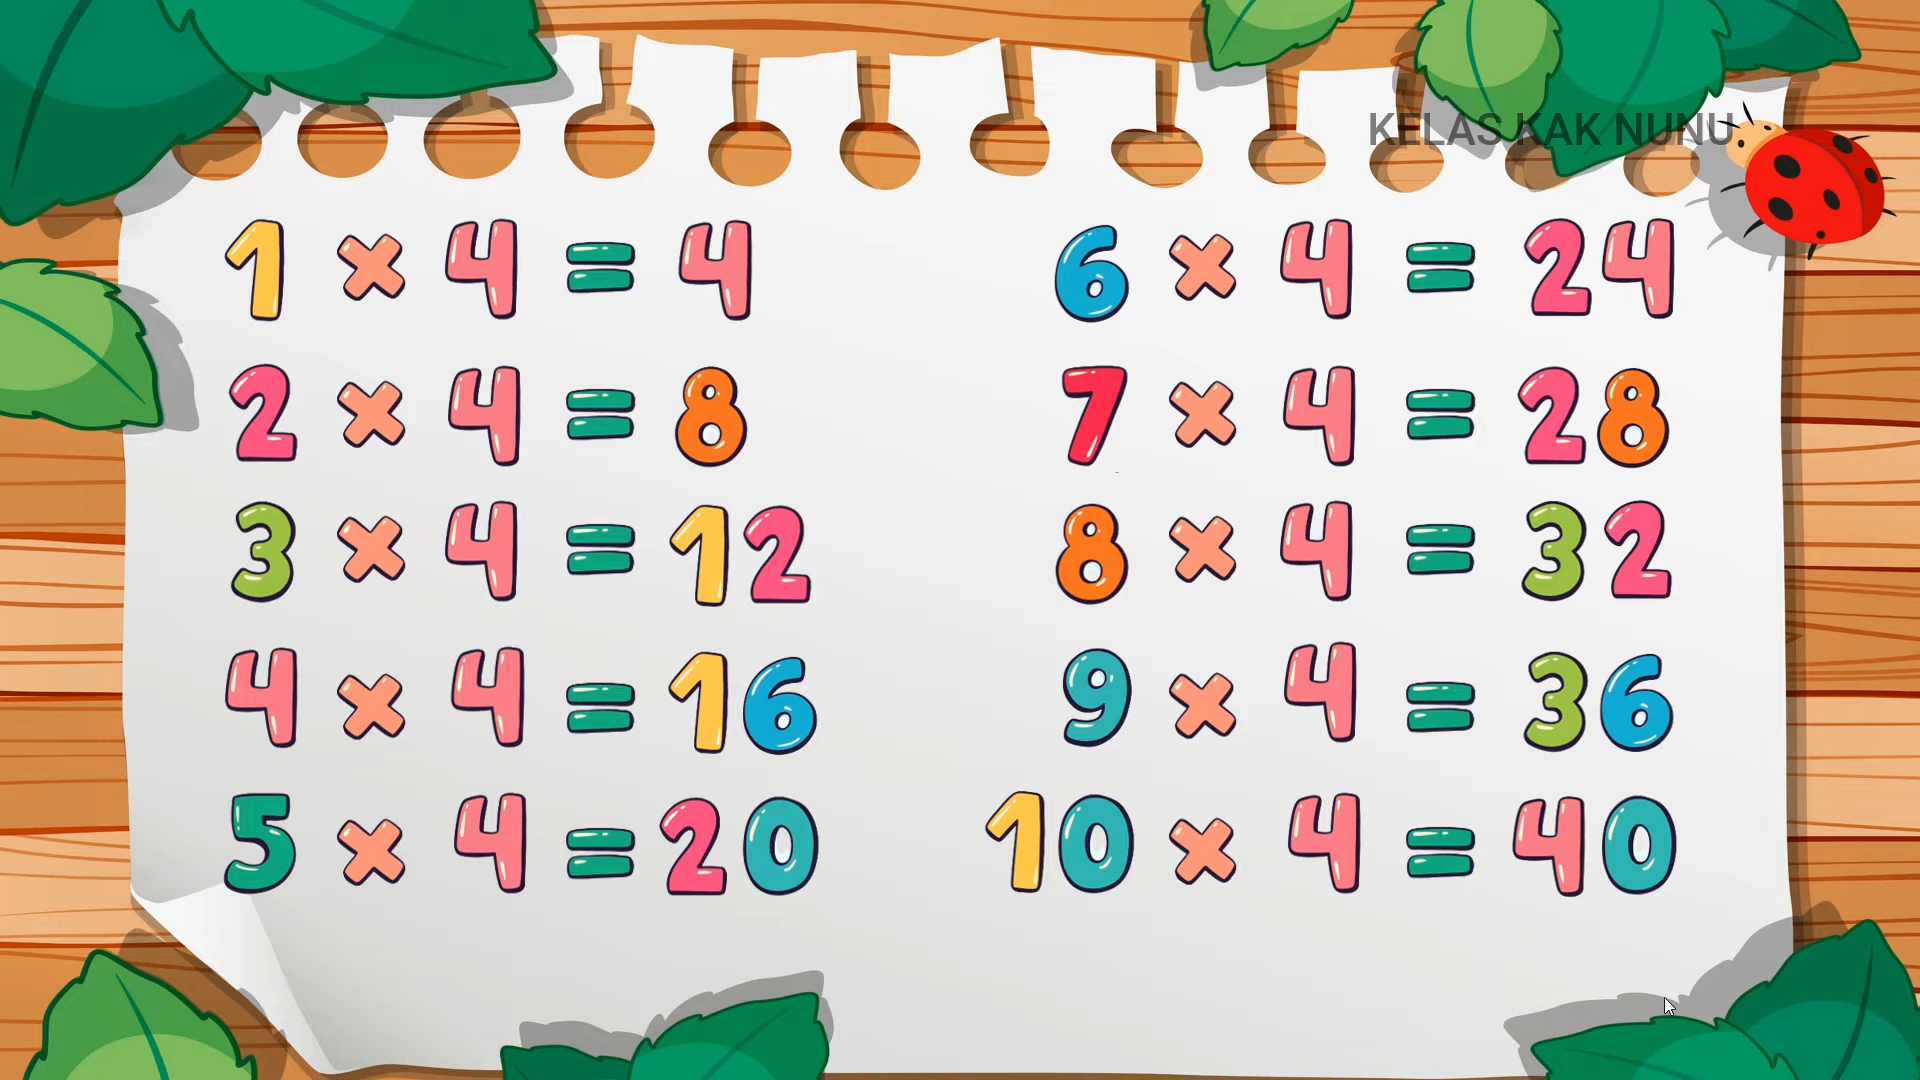 KELAS KAK NUNU
1 × 4 = 4
2 × 4 = 8
3 × 4 = 12
4 × 4 = 16
5 × 4 = 20
6 × 4 = 24
7 × 4 = 28
8 × 4 = 32
9 × 4 = 36
10 × 4 = 40